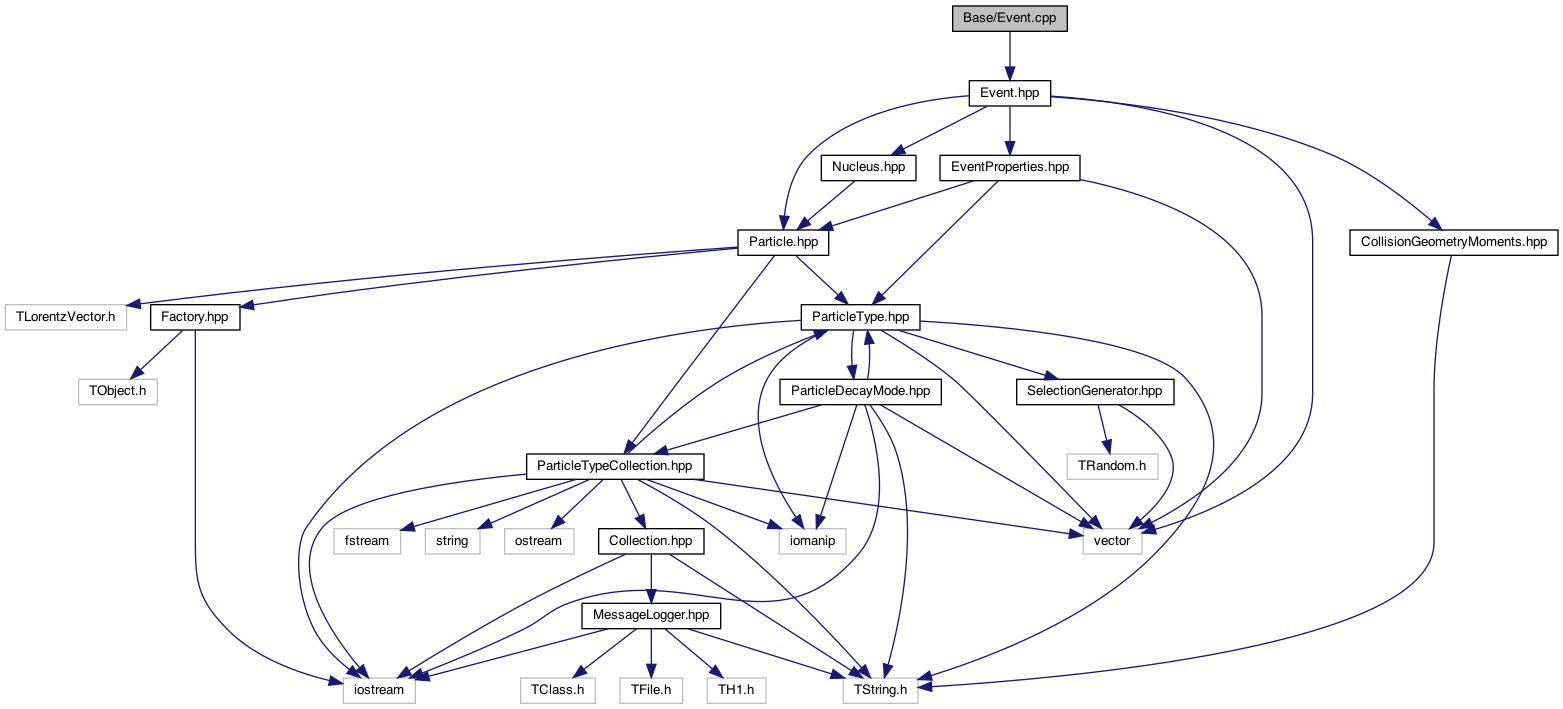 Base/Event.cpp
Event.hpp
Nucleus.hpp
EventProperties.hpp
Particle.hpp
CollisionGeometryMoments.hpp
TLorentzVector.h
Factory.hpp
ParticleType.hpp
TObject.h
ParticleDecayMode.hpp
SelectionGenerator.hpp
ParticleTypeCollection.hpp
TRandom.h
fstream
string
ostream
Collection.hpp
iomanip
vector
MessageLogger.hpp
iostream
TClass.h
TFile.h
TH1.h
TString.h